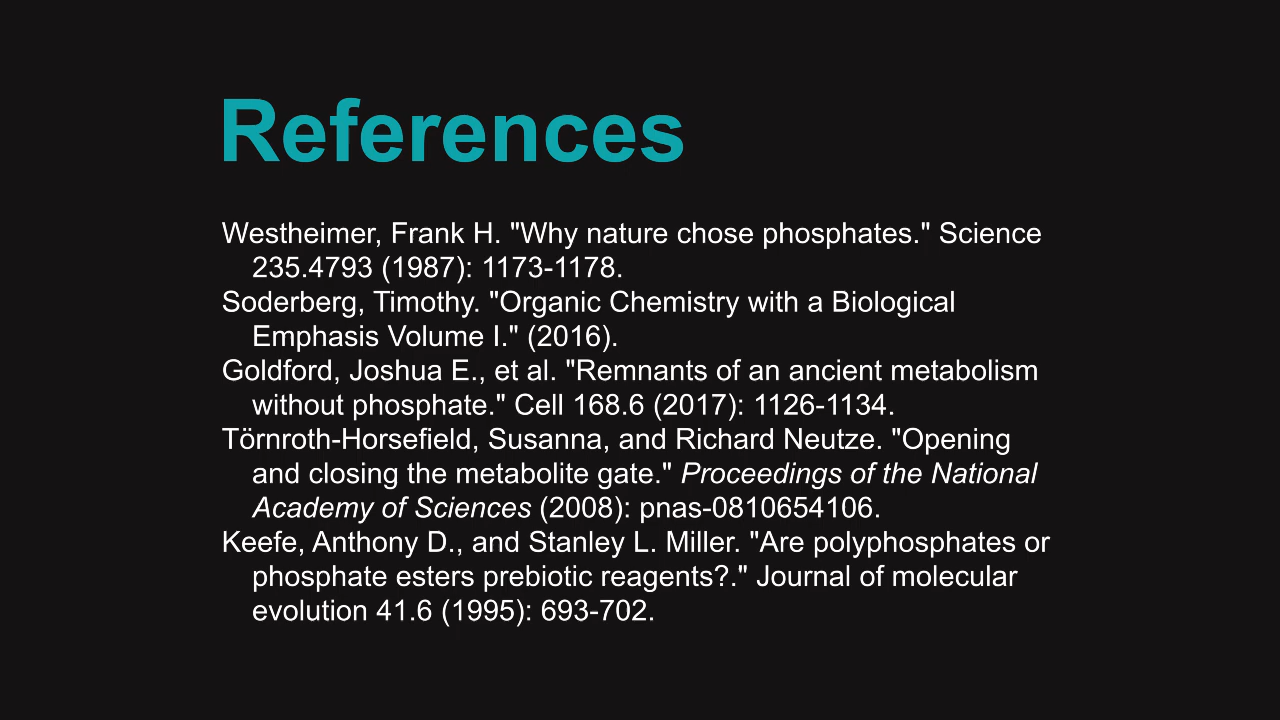 References
Westheimer, Frank H. "Why nature chose phosphates." Science
235.4793 (1987): 1173-1178.
Soderberg, Timothy. "Organic Chemistry with a Biological
Emphasis Volume I." (2016).
Goldford, Joshua E., et al. "Remnants of an ancient metabolism
without phosphate." Cell 168.6 (2017): 1126-1134.
Törnroth-Horsefield, Susanna, and Richard Neutze. "Opening
and closing the metabolite gate." Proceedings of the National
Academy of Sciences (2008): pnas-0810654106.
Keefe, Anthony D., and Stanley L. Miller. "Are polyphosphates or
phosphate esters prebiotic reagents?." Journal of molecular
evolution 41.6 (1995): 693-702.